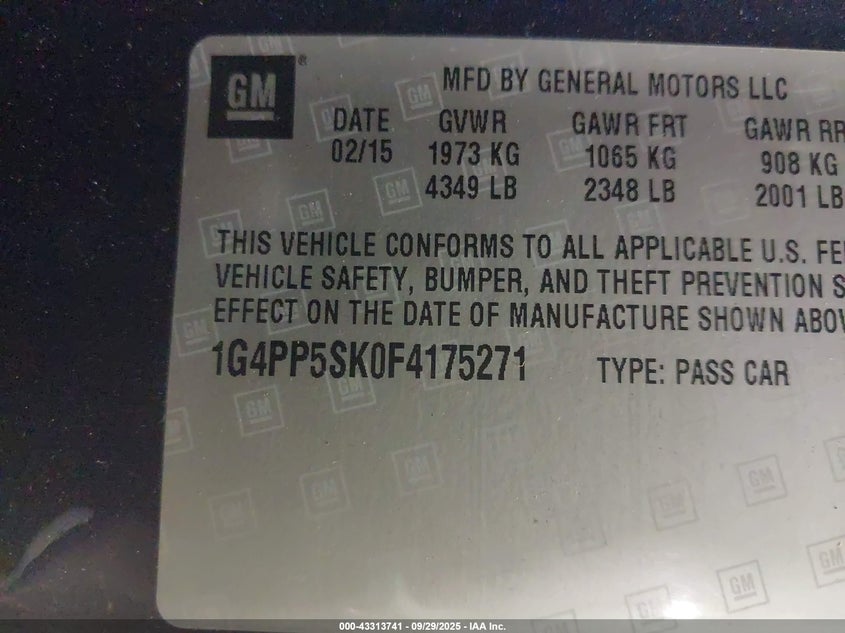 GM ®
MFD BY GENERAL MOTORS LLC
DATE GVWR GAWR FRT GAWR RR
02/15 1973 KG 1065 KG 908 KG
4349 LB 2348 LB 2001 LB
THIS VEHICLE CONFORMS TO ALL APPLICABLE U.S. FE
VEHICLE SAFETY, BUMPER, AND THEFT PREVENTION S
EFFECT ON THE DATE OF MANUFACTURE SHOWN ABOV
1G4PP5SK0F4175271 TYPE: PASS CAR
000-43313741 - 09/29/2025 - IAA Inc.